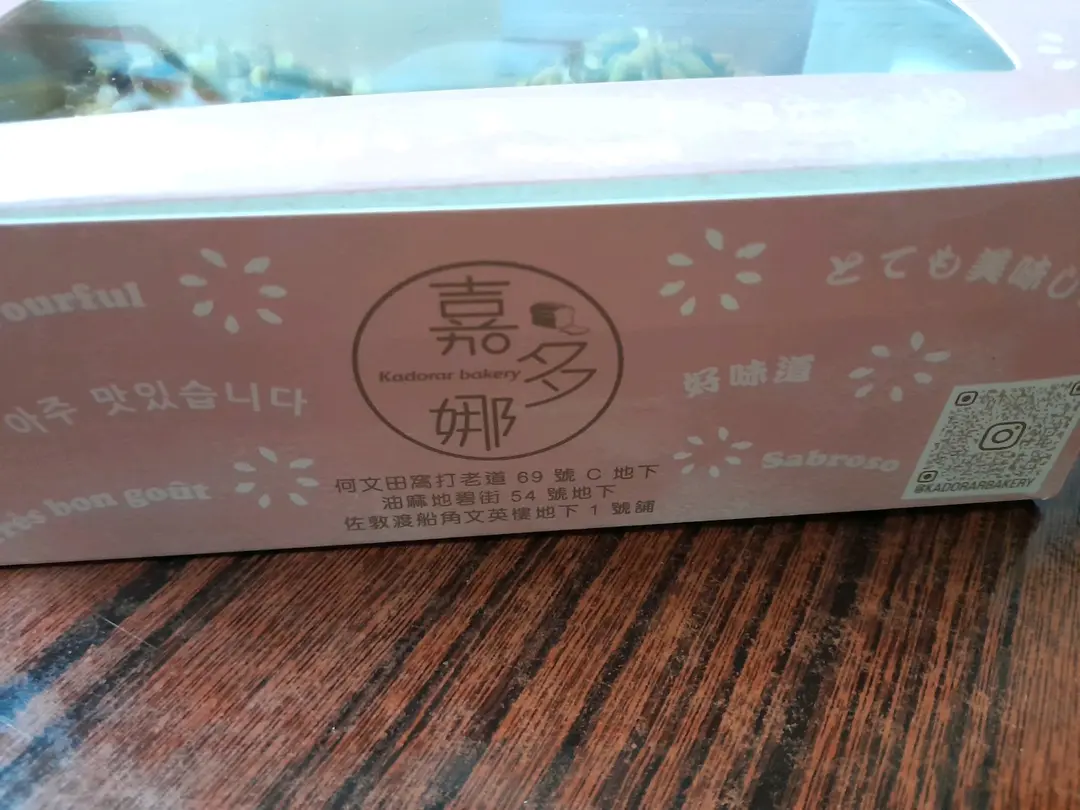 아주 맛있습니다
bon goût
嘉多娜
Kadorar bakery
何文田窩打老道 69 號 C 地下
油麻地碧街 54 號地下
佐敦渡船角文英樓地下 1 號舖
とても美味し
好味道
Sabroso
@KADORARBAKERY